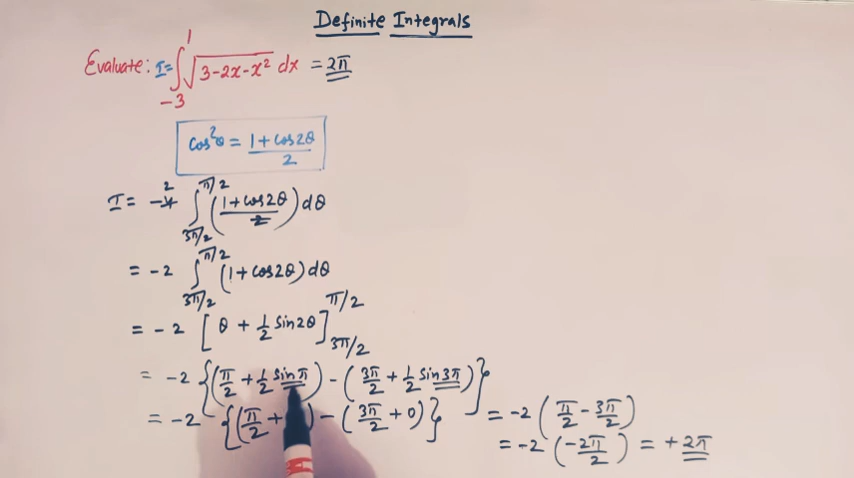 Definite Integrals
Evaluate: I = ∫_{-3}^{1} √(3-2x-x²) dx = 2π
cos²θ = (1+cos2θ)/2
I = -4̶ 2 ∫_{3π/2}^{π/2} ((1+cos2θ)/2̶) dθ
= -2 ∫_{3π/2}^{π/2} (1+cos2θ) dθ
= -2 [θ + 1/2 sin2θ]_{3π/2}^{π/2}
= -2 {(π/2 + 1/2 sinπ) - (3π/2 + 1/2 sin3π)}
= -2 {(π/2 + ) - (3π/2 + 0)} = -2 (π/2 - 3π/2)
= -2 (-2π/2) = +2π